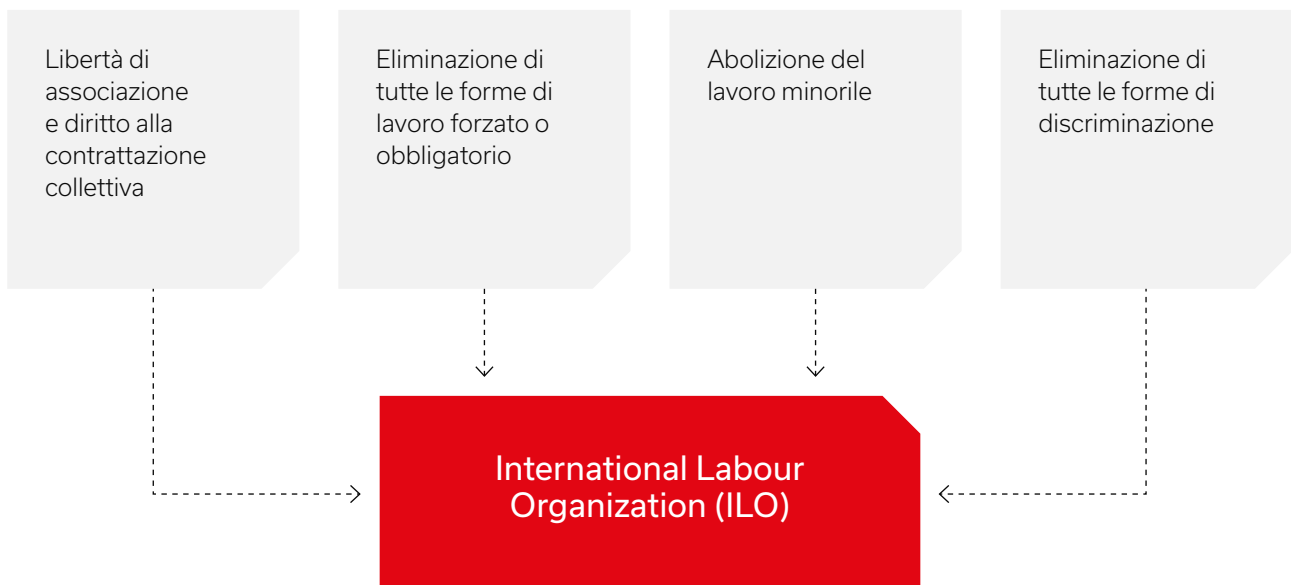 Libertà di
associazione
e diritto alla
contrattazione
collettiva
Eliminazione di
tutte le forme di
lavoro forzato o
obbligatorio
Abolizione del
lavoro minorile
Eliminazione di
tutte le forme di
discriminazione
International Labour
Organization (ILO)